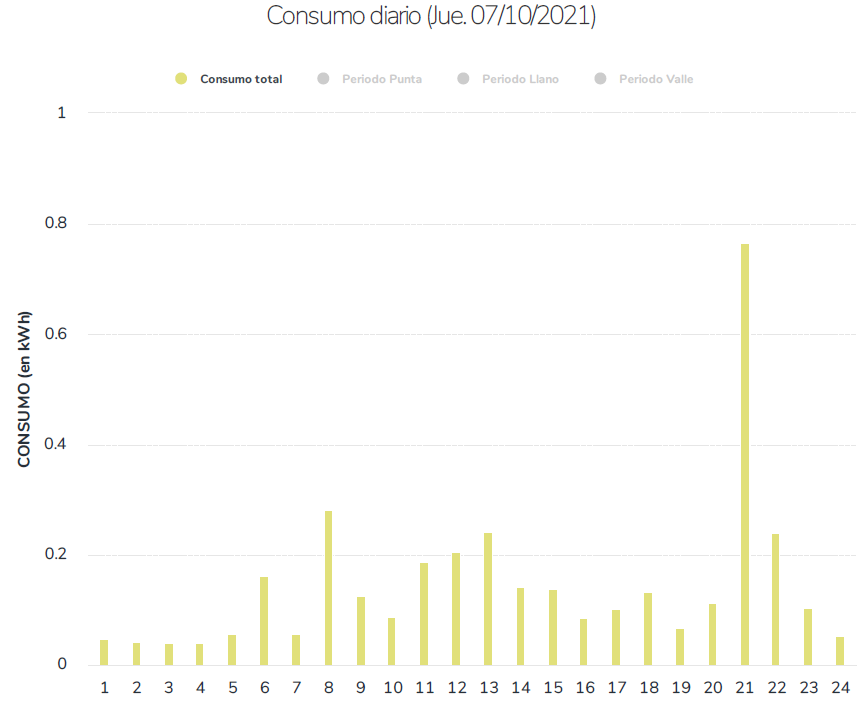 Consumo diario (Jue. 07/10/2021)
Consumo total Periodo Punta Periodo Llano Periodo Valle
1
0.8
0.6
0.4
0.2
0
CONSUMO (en kWh)
1 2 3 4 5 6 7 8 9 10 11 12 13 14 15 16 17 18 19 20 21 22 23 24